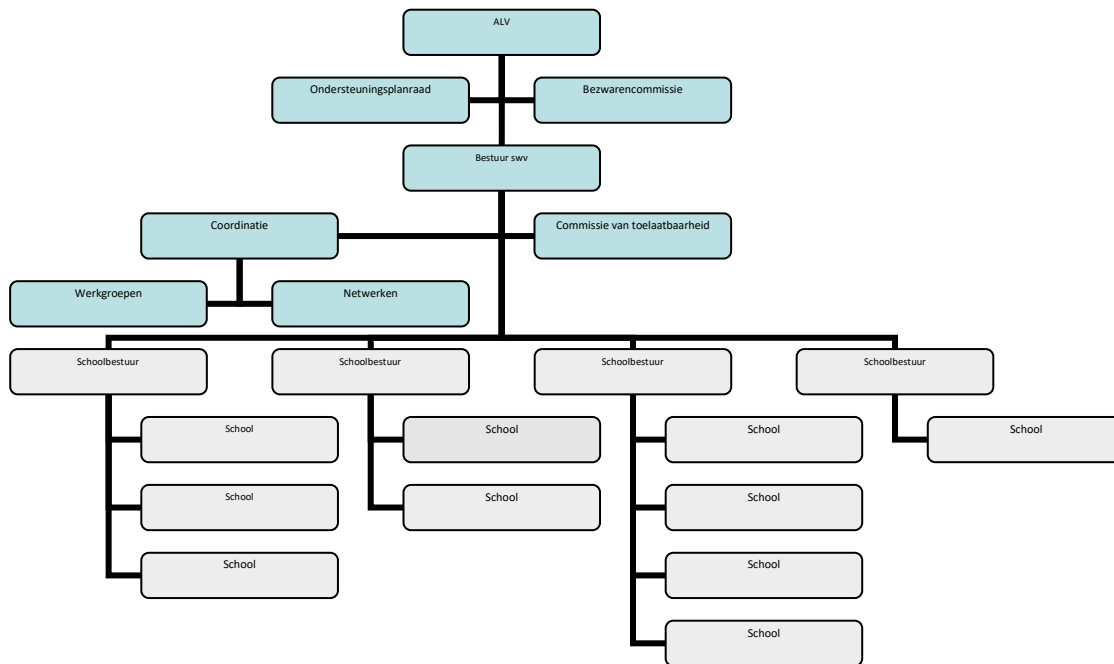 ALV
Ondersteuningsplanraad
Bezwarencommissie
Bestuur swv
Coordinatie
Commissie van toelaatbaarheid
Werkgroepen
Netwerken
Schoolbestuur
Schoolbestuur
Schoolbestuur
Schoolbestuur
School
School
School
School
School
School
School
School
School
School